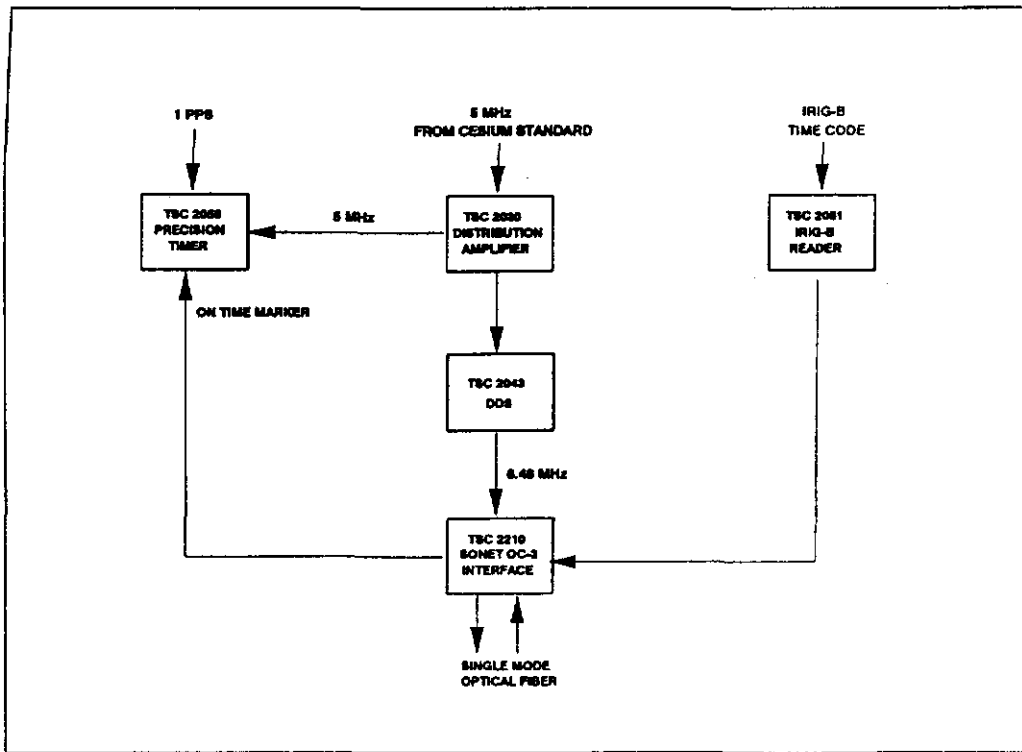 1 PPS
5 MHz
FROM CESIUM STANDARD
IRIG-B
TIME CODE
TSC 2056
PRECISION
TIMER
5 MHz
TSC 2030
DISTRIBUTION
AMPLIFIER
TSC 2051
IRIG-B
READER
ON TIME MARKER
TSC 2043
DDS
6.48 MHz
TSC 2210
SONET OC-3
INTERFACE
SINGLE MODE
OPTICAL FIBER